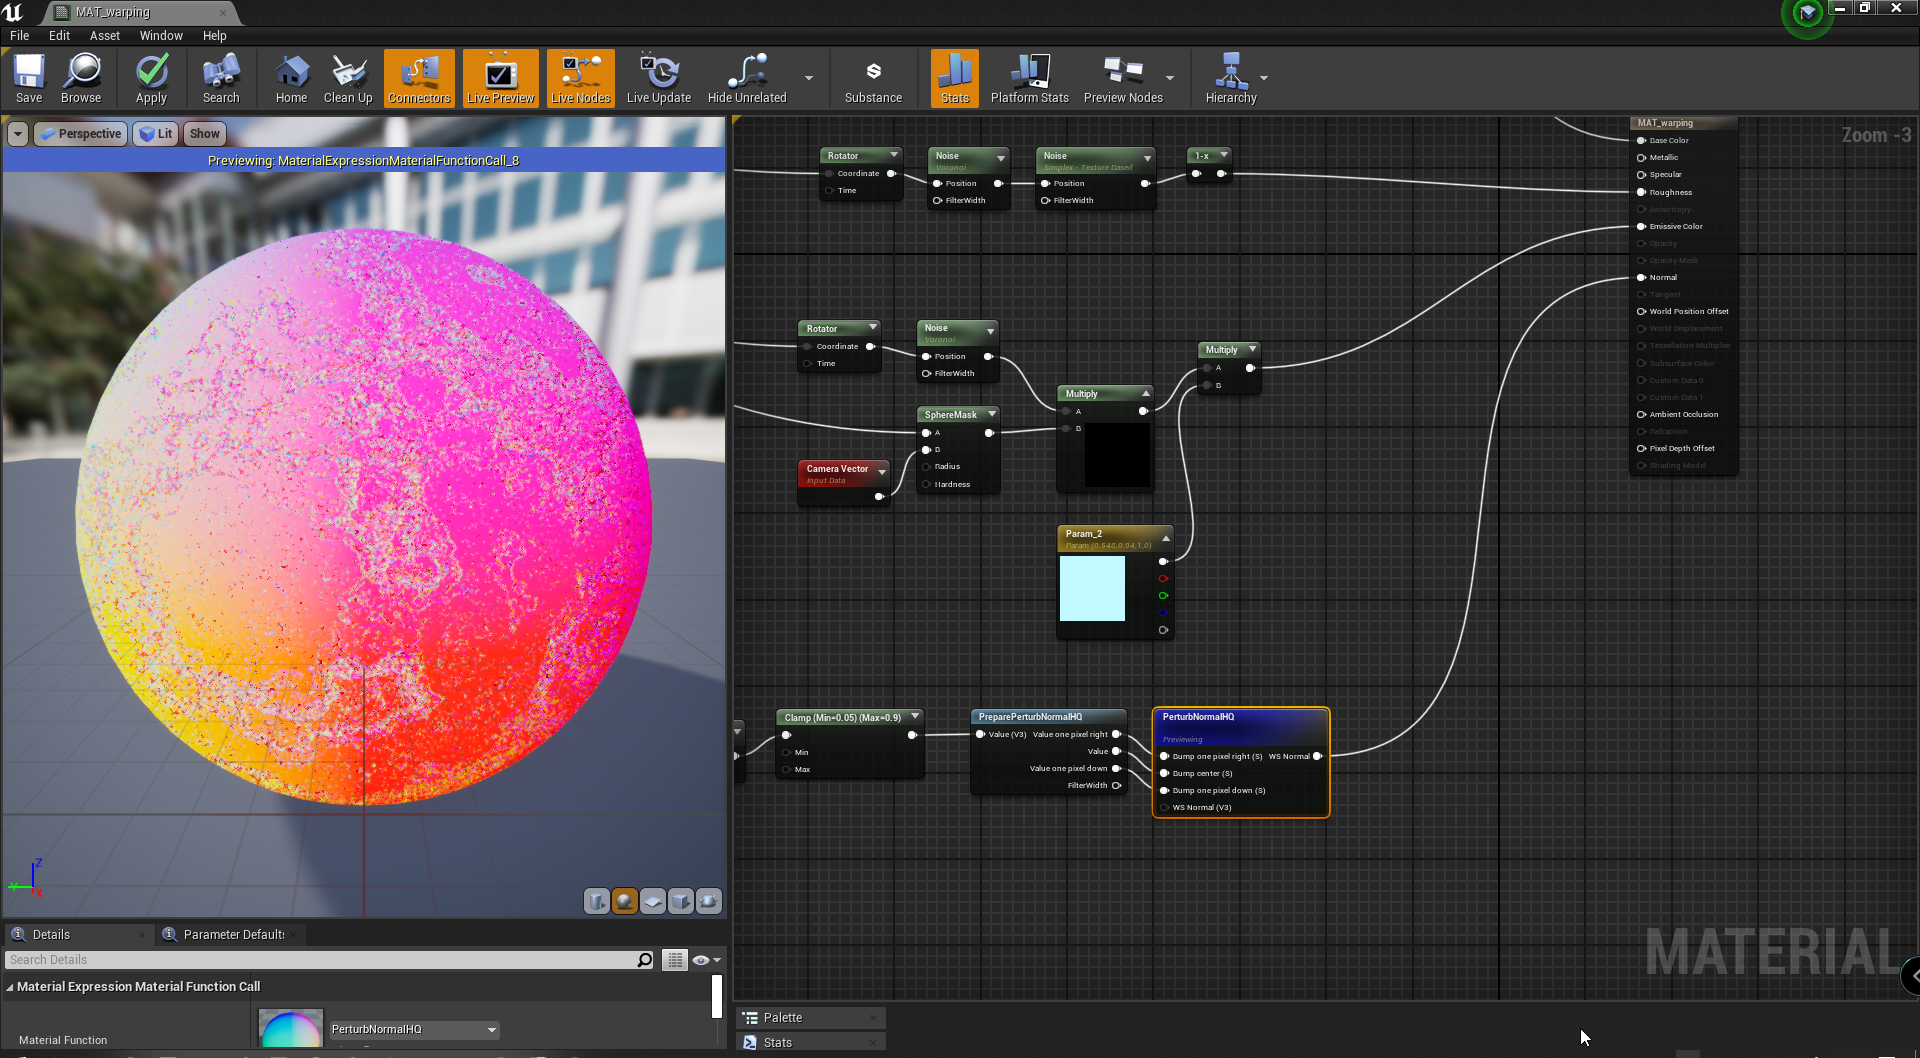 MAT_warping
File Edit Asset Window Help
Save Browse Apply Search Home Clean Up Connectors Live Preview Live Nodes Live Update Hide Unrelated Substance Stats Platform Stats Preview Nodes Hierarchy
Perspective Lit Show
Previewing: MaterialExpressionMaterialFunctionCall_8
Zoom -3
Rotator
Coordinate
Time
Noise
Voronoi
Position
FilterWidth
Noise
Simplex - Texture Based
Position
FilterWidth
1-x
MAT_warping
Base Color
Metallic
Specular
Roughness
Anisotropy
Emissive Color
Opacity
Opacity Mask
Normal
Tangent
World Position Offset
World Displacement
Tessellation Multiplier
Subsurface Color
Custom Data 0
Custom Data 1
Ambient Occlusion
Refraction
Pixel Depth Offset
Shading Model
Rotator
Coordinate
Time
Noise
Voronoi
Position
FilterWidth
SphereMask
A
B
Radius
Hardness
Camera Vector
Input Data
Multiply
A
B
Multiply
A
B
Param_2
Param (0.540,0.94,1,0)
Clamp (Min=0.05) (Max=0.9)
Min
Max
PreparePerturbNormalHQ
Value (V3) Value one pixel right
Value
Value one pixel down
FilterWidth
PerturbNormalHQ
Previewing
Bump one pixel right (S) WS Normal
Bump center (S)
Bump one pixel down (S)
WS Normal (V3)
MATERIAL
Z
Y
X
Details Parameter Defaults
Search Details
Material Expression Material Function Call
Material Function PerturbNormalHQ
Palette
Stats